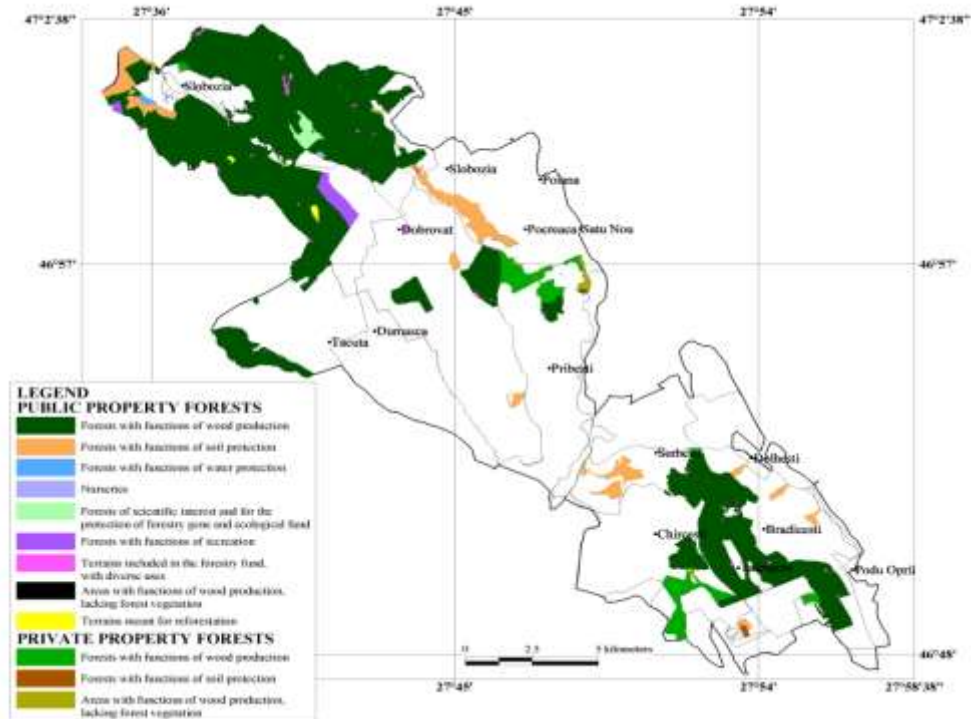 27°36' 27°45' 27°54'
47°2'38" 47°2'38"
Slobozia
Slobozia
Poiana
Dobrovat
Pocreaca
Satu Nou
46°57' 46°57'
Tacuta
Pribesti
LEGEND
PUBLIC PROPERTY FORESTS
Forests with functions of wood production
Forests with functions of soil protection
Forests with functions of water protection
Nurseries
Forests of scientific interest and for the
protection of forestry gene and ecological fund
Forests with functions of recreation
Terrains included in the forestry fund,
with diverse uses
Areas with functions of wood production,
lacking forest vegetation
Terrains meant for reforestation
PRIVATE PROPERTY FORESTS
Forests with functions of wood production
Forests with functions of soil protection
Areas with functions of wood production,
lacking forest vegetation
Bradicesti
Podu Oprii
0 2.5 5 kilometers
46°48'
27°45' 27°54' 27°58'38"